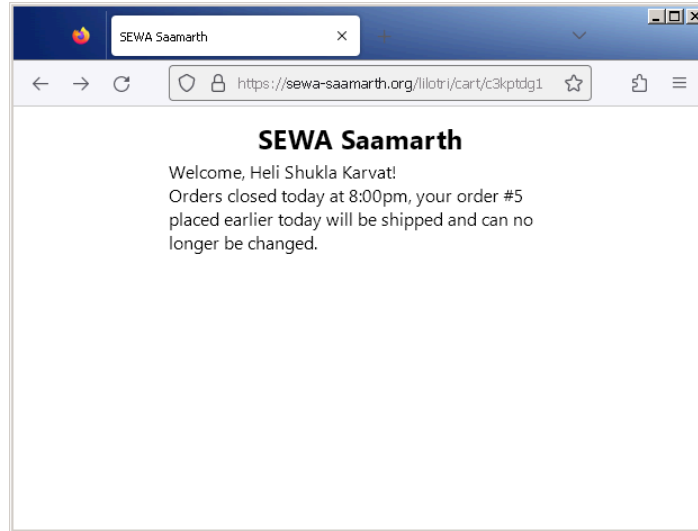 SEWA Saamarth
https://sewa-saamarth.org/lilotri/cart/c3kptdg1
SEWA Saamarth
Welcome, Heli Shukla Karvat!
Orders closed today at 8:00pm, your order #5
placed earlier today will be shipped and can no
longer be changed.